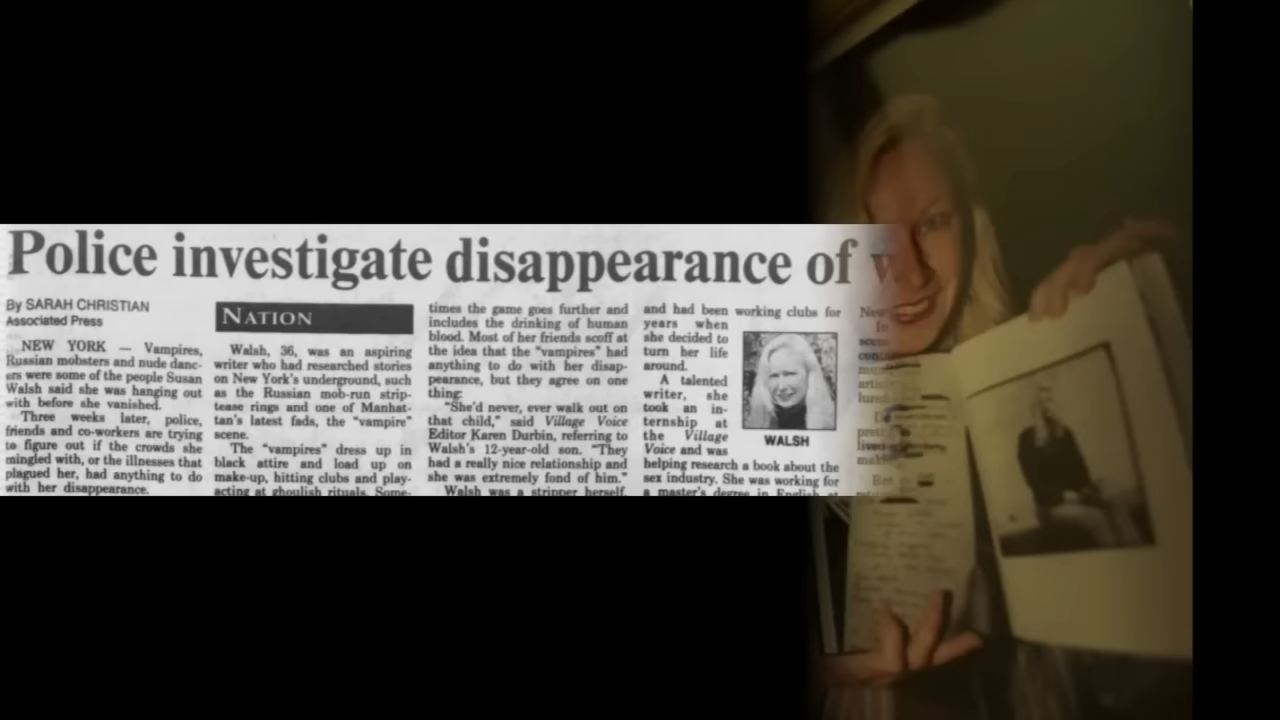 Police investigate disappearance of
By SARAH CHRISTIAN
Associated Press
NEW YORK — Vampires,
Russian mobsters and nude danc-
ers were some of the people Susan
Walsh said she was hanging out
with before she vanished.
Three weeks later, police,
friends and co-workers are trying
to figure out if the crowds she
mingled with, or the illnesses that
plagued her, had anything to do
with her disappearance.
NATION
Walsh, 36, was an aspiring
writer who had researched stories
on New York's underground, such
as the Russian mob-run strip-
tease rings and one of Manhat-
tan's latest fads, the "vampire"
scene.
The "vampires" dress up in
black attire and load up on
make-up, hitting clubs and play-
acting at ghoulish rituals. Some-
times the game goes further and
includes the drinking of human
blood. Most of her friends scoff at
the idea that the "vampires" had
anything to do with her disap-
pearance, but they agree on one
thing:
"She'd never, ever walk out on
that child," said Village Voice
Editor Karen Durbin, referring to
Walsh's 12-year-old son. "They
had a really nice relationship and
she was extremely fond of him."
Walsh was a stripper herself,
and had been working clubs for
years when
she decided to
turn her life
around.
A talented
writer, she
took an in-
ternship at
the Village
Voice and was
WALSH
helping research a book about the
sex industry. She was working for
a master's degree in English at